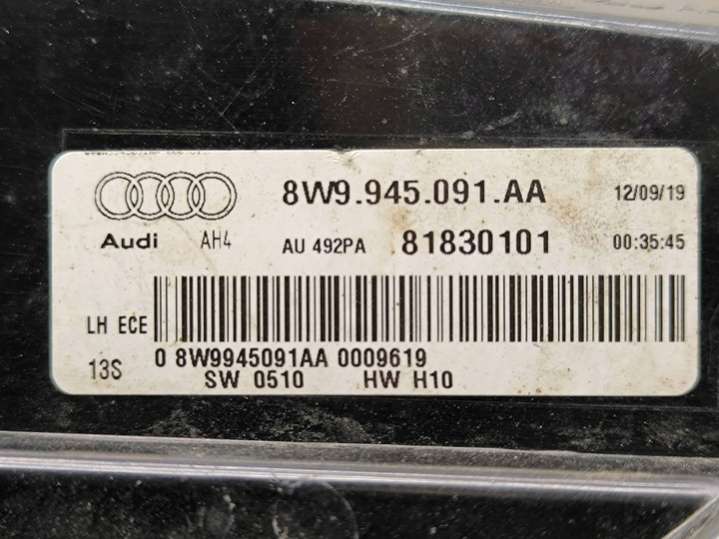 8W9.945.091.AA 12/09/19
Audi AH4 AU 492PA 81830101 00:35:45
LH ECE
13S 0 8W9945091AA 0009619
SW 0510 HW H10